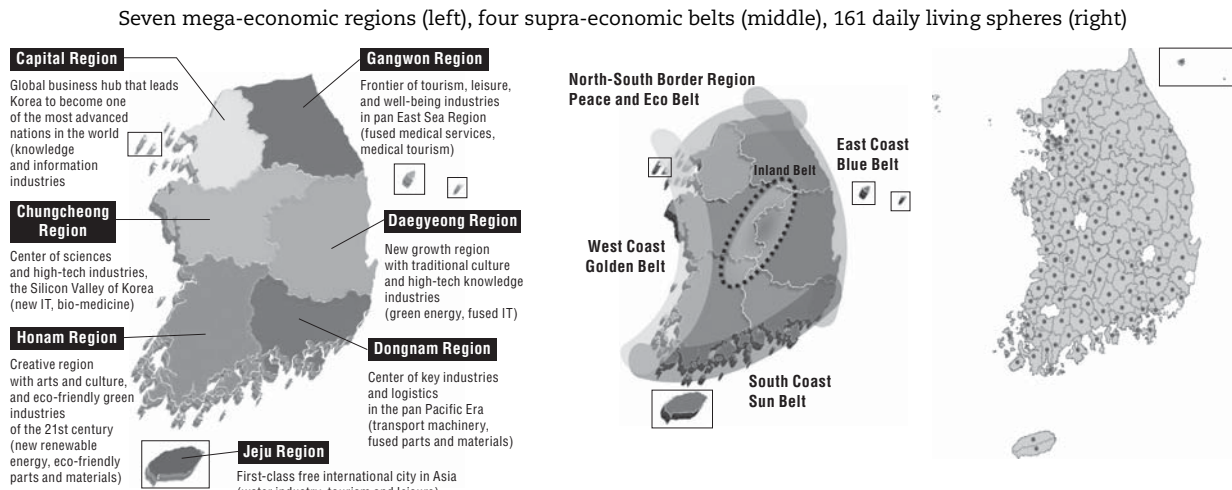 Seven mega-economic regions (left), four supra-economic belts (middle), 161 daily living spheres (right)
Capital Region
Global business hub that leads
Korea to become one
of the most advanced
nations in the world
(knowledge
and information
industries
Gangwon Region
Frontier of tourism, leisure,
and well-being industries
in pan East Sea Region
(fused medical services,
medical tourism)
Chungcheong
Region
Center of sciences
and high-tech industries,
the Silicon Valley of Korea
(new IT, bio-medicine)
Daegyeong Region
New growth region
with traditional culture
and high-tech knowledge
industries
(green energy, fused IT)
Honam Region
Creative region
with arts and culture,
and eco-friendly green
industries
of the 21st century
(new renewable
energy, eco-friendly
parts and materials)
Dongnam Region
Center of key industries
and logistics
in the pan Pacific Era
(transport machinery,
fused parts and materials)
Jeju Region
First-class free international city in Asia
(water industry, tourism and leisure)
North-South Border Region
Peace and Eco Belt
East Coast
Blue Belt
Inland Belt
West Coast
Golden Belt
South Coast
Sun Belt